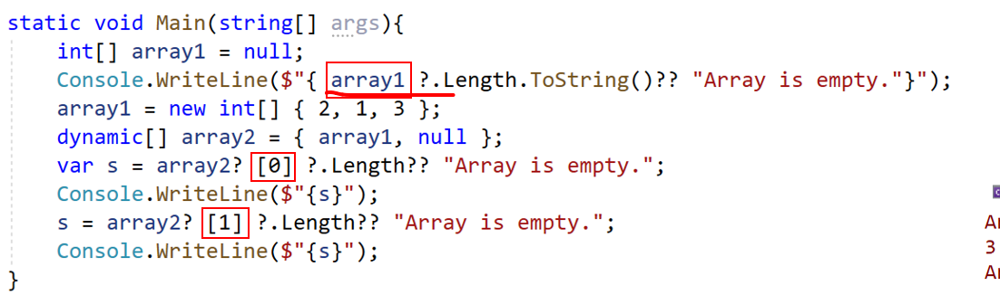 static void Main(string[] args){
int[] array1 = null;
Console.WriteLine($"{ array1 ?.Length.ToString()?? "Array is empty."}");
array1 = new int[] { 2, 1, 3 };
dynamic[] array2 = { array1, null };
var s = array2? [0] ?.Length?? "Array is empty.";
Console.WriteLine($"{s}");
s = array2? [1] ?.Length?? "Array is empty.";
Console.WriteLine($"{s}");
}
3